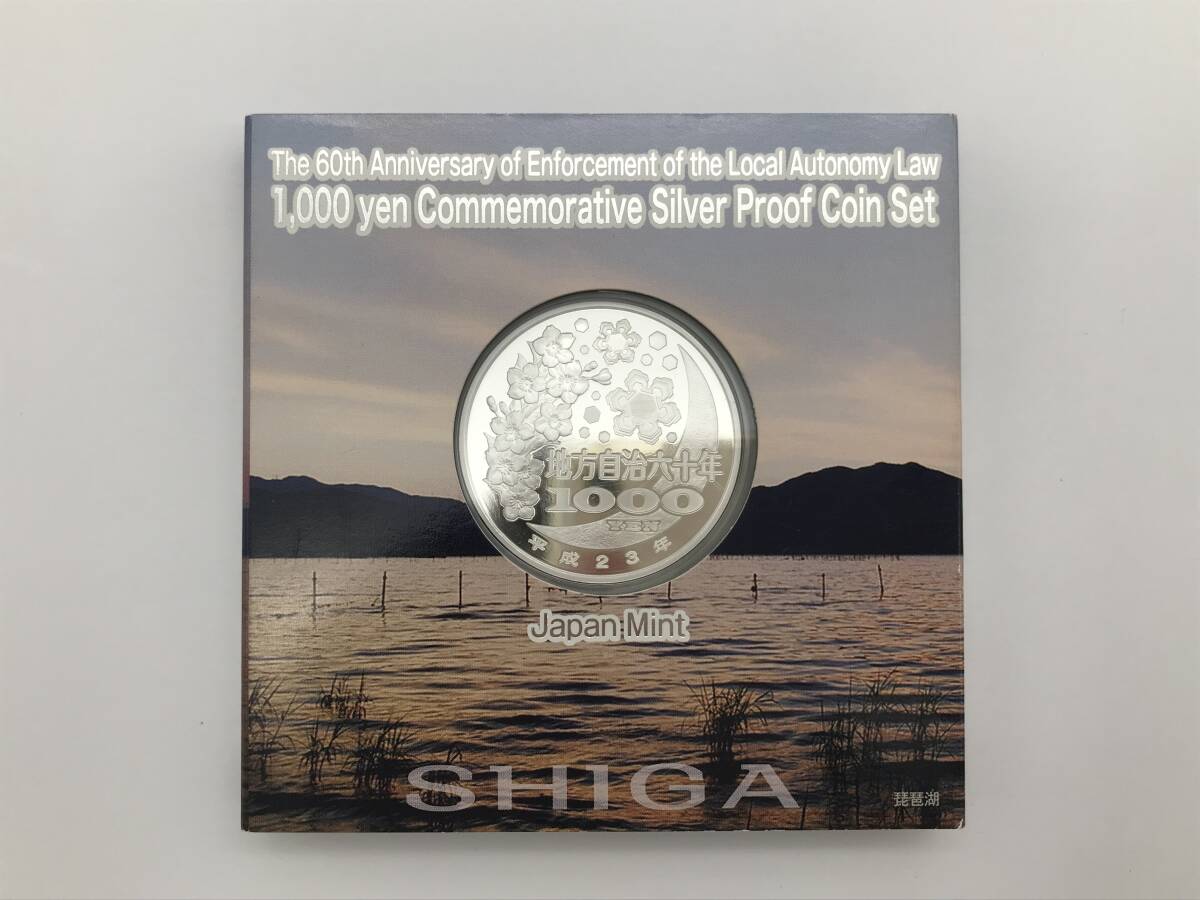 The 60th Anniversary of Enforcement of the Local Autonomy Law
1,000 yen Commemorative Silver Proof Coin Set
地方自治六十年
1000
YEN
平成23年
Japan Mint
SHIGA
琵琶湖